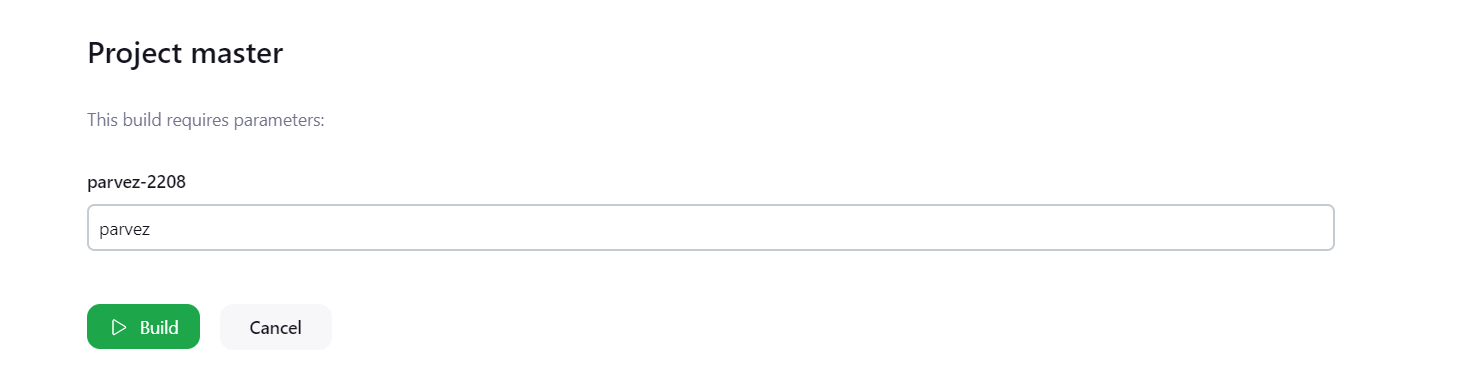 Project master
This build requires parameters:
parvez-2208
parvez
Build
Cancel